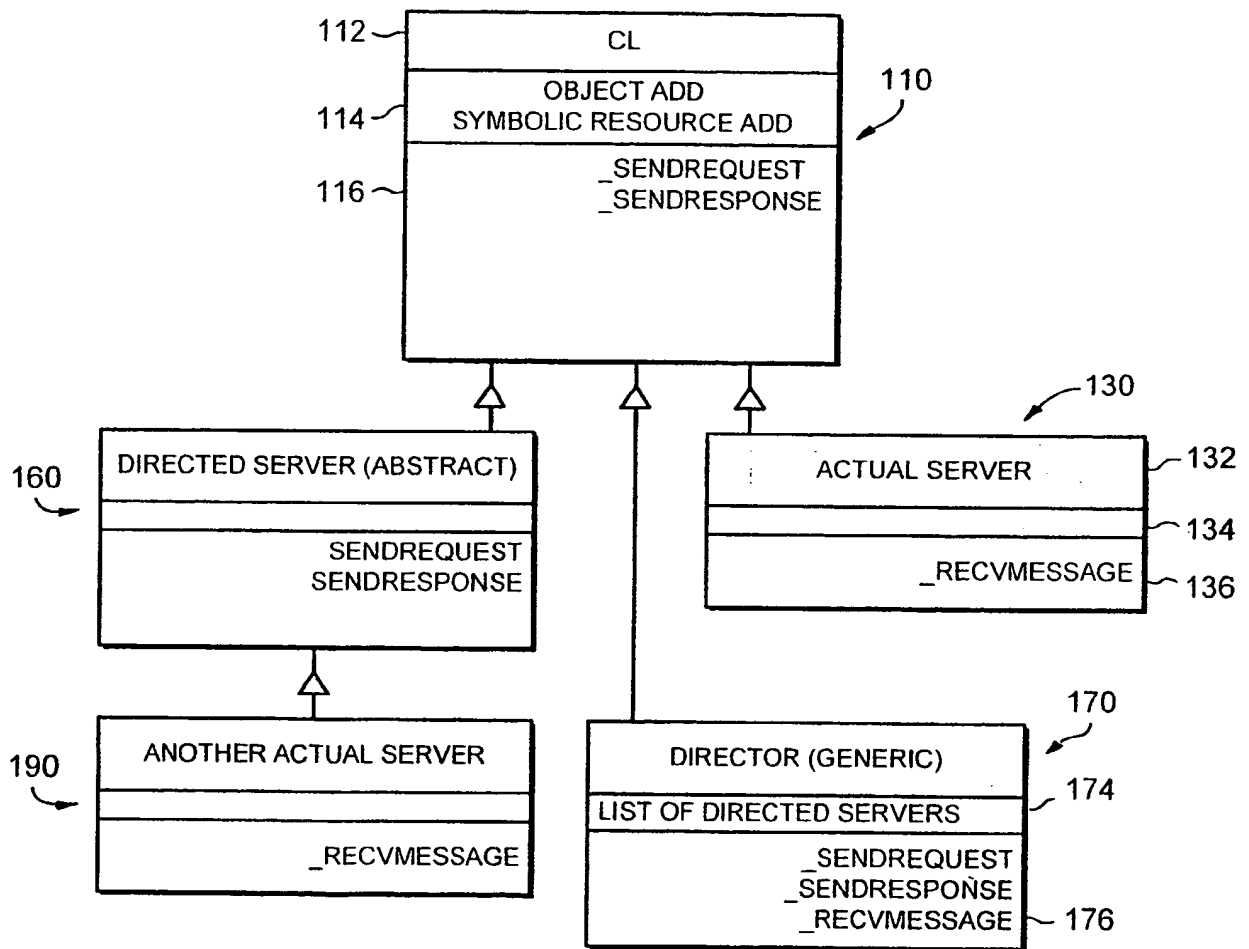 112
CL
110
114
OBJECT ADD
SYMBOLIC RESOURCE ADD
116
_SENDREQUEST
_SENDRESPONSE
130
160
DIRECTED SERVER (ABSTRACT)
SENDREQUEST
SENDRESPONSE
ACTUAL SERVER
132
134
_RECVMESSAGE
136
190
ANOTHER ACTUAL SERVER
_RECVMESSAGE
170
DIRECTOR (GENERIC)
174
LIST OF DIRECTED SERVERS
_SENDREQUEST
_SENDRESPONSE
_RECVMESSAGE
176